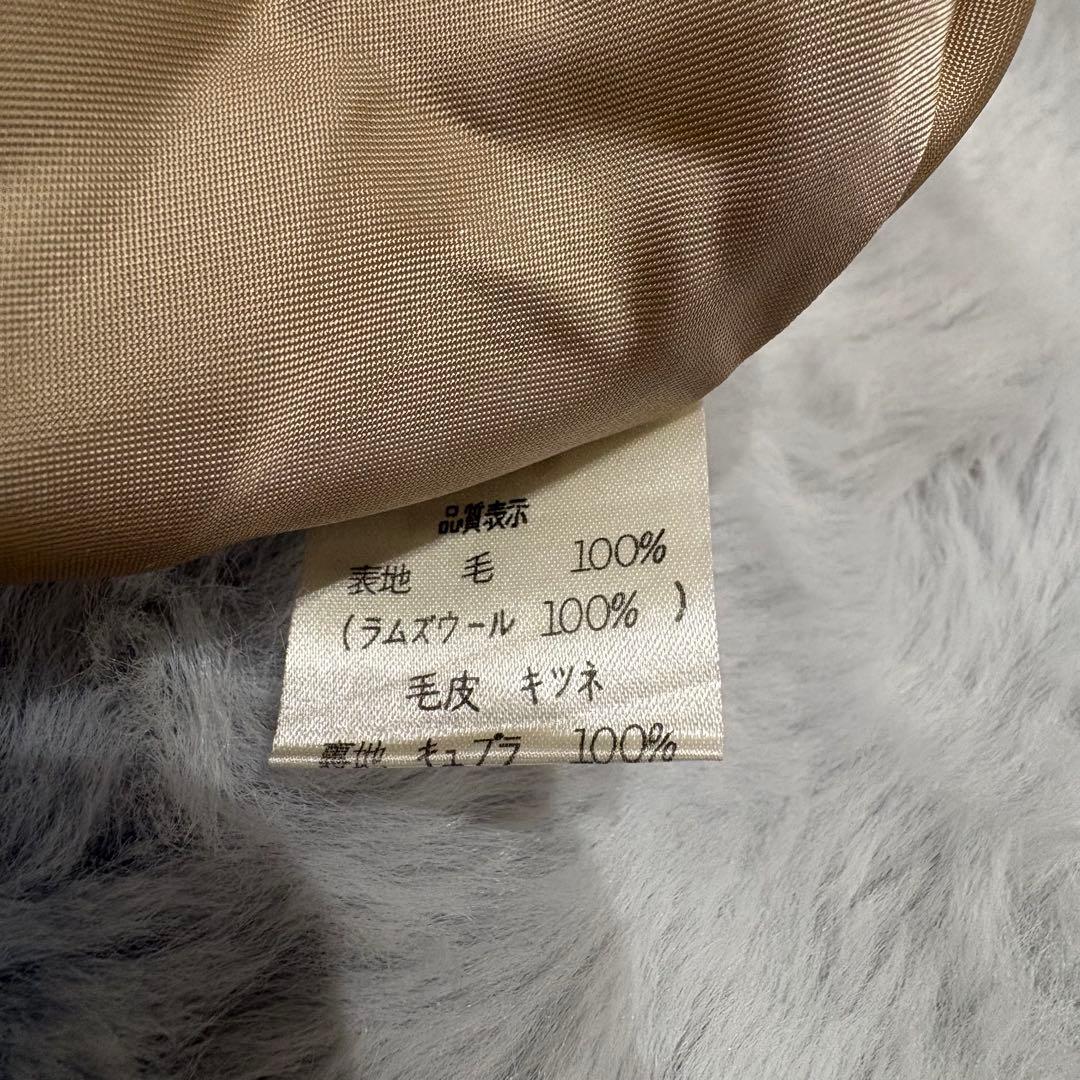 品質表示
表地 毛 100%
(ラムズウール 100%)
毛皮 キツネ
裏地 キュプラ 100%